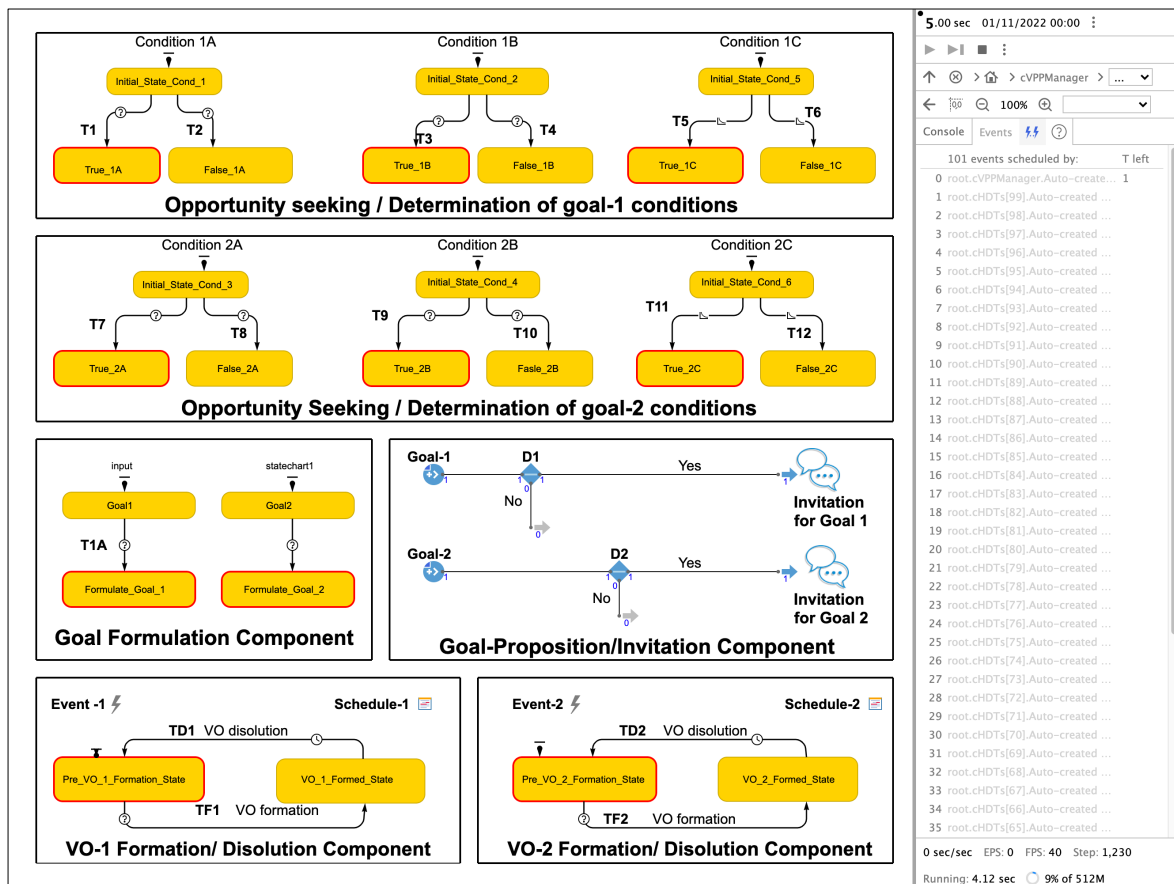 Condition 1A
Condition 1B
Condition 1C
Initial_State_Cond_1
Initial_State_Cond_2
Initial_State_Cond_5
T1
T2
T3
T4
T5
T6
True_1A
False_1A
True_1B
False_1B
True_1C
False_1C
Opportunity seeking / Determination of goal-1 conditions
Condition 2A
Condition 2B
Condition 2C
Initial_State_Cond_3
Initial_State_Cond_4
Initial_State_Cond_6
T7
T8
T9
T10
T11
T12
True_2A
False_2A
True_2B
Fasle_2B
True_2C
False_2C
Opportunity Seeking / Determination of goal-2 conditions
input
statechart1
Goal1
Goal2
T1A
Formulate_Goal_1
Formulate_Goal_2
Goal Formulation Component
Goal-1
D1
Yes
1
1
1
0
1
No
0
Invitation
for Goal 1
Goal-2
D2
Yes
1
1
1
0
1
No
0
Invitation
for Goal 2
Goal-Proposition/Invitation Component
Event -1
Schedule-1
TD1 VO disolution
Pre_VO_1_Formation_State
VO_1_Formed_State
TF1 VO formation
VO-1 Formation/ Disolution Component
Event-2
Schedule-2
TD2 VO disolution
Pre_VO_2_Formation_State
VO_2_Formed_State
TF2 VO formation
VO-2 Formation/ Disolution Component
5.00 sec 01/11/2022 00:00
cVPPManager
...
100%
Console Events
101 events scheduled by: T left
0 root.cVPPManager.Auto-create... 1
1 root.cHDTs[99].Auto-created ...
2 root.cHDTs[98].Auto-created ...
3 root.cHDTs[97].Auto-created ...
4 root.cHDTs[96].Auto-created ...
5 root.cHDTs[95].Auto-created ...
6 root.cHDTs[94].Auto-created ...
7 root.cHDTs[93].Auto-created ...
8 root.cHDTs[92].Auto-created ...
9 root.cHDTs[91].Auto-created ...
10 root.cHDTs[90].Auto-created ...
11 root.cHDTs[89].Auto-created ...
12 root.cHDTs[88].Auto-created ...
13 root.cHDTs[87].Auto-created ...
14 root.cHDTs[86].Auto-created ...
15 root.cHDTs[85].Auto-created ...
16 root.cHDTs[84].Auto-created ...
17 root.cHDTs[83].Auto-created ...
18 root.cHDTs[82].Auto-created ...
19 root.cHDTs[81].Auto-created ...
20 root.cHDTs[80].Auto-created ...
21 root.cHDTs[79].Auto-created ...
22 root.cHDTs[78].Auto-created ...
23 root.cHDTs[77].Auto-created ...
24 root.cHDTs[76].Auto-created ...
25 root.cHDTs[75].Auto-created ...
26 root.cHDTs[74].Auto-created ...
27 root.cHDTs[73].Auto-created ...
28 root.cHDTs[72].Auto-created ...
29 root.cHDTs[71].Auto-created ...
30 root.cHDTs[70].Auto-created ...
31 root.cHDTs[69].Auto-created ...
32 root.cHDTs[68].Auto-created ...
33 root.cHDTs[67].Auto-created ...
34 root.cHDTs[66].Auto-created ...
35 root.cHDTs[65].Auto-created ...
0 sec/sec EPS: 0 FPS: 40 Step: 1,230
Running: 4.12 sec 9% of 512M